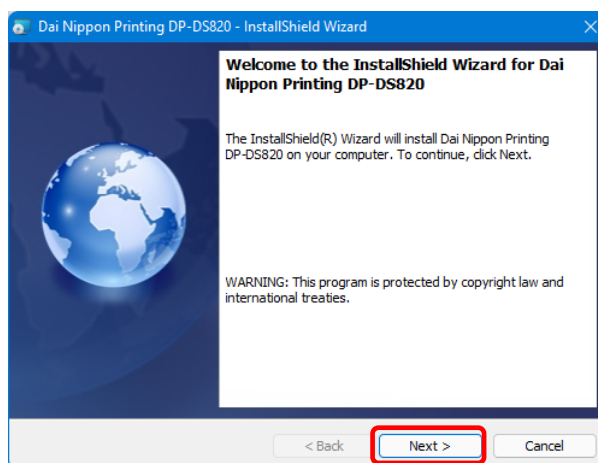 Dai Nippon Printing DP-DS820 - InstallShield Wizard
Welcome to the InstallShield Wizard for Dai
Nippon Printing DP-DS820
The InstallShield(R) Wizard will install Dai Nippon Printing
DP-DS820 on your computer. To continue, click Next.
WARNING: This program is protected by copyright law and
international treaties.
< Back Next > Cancel